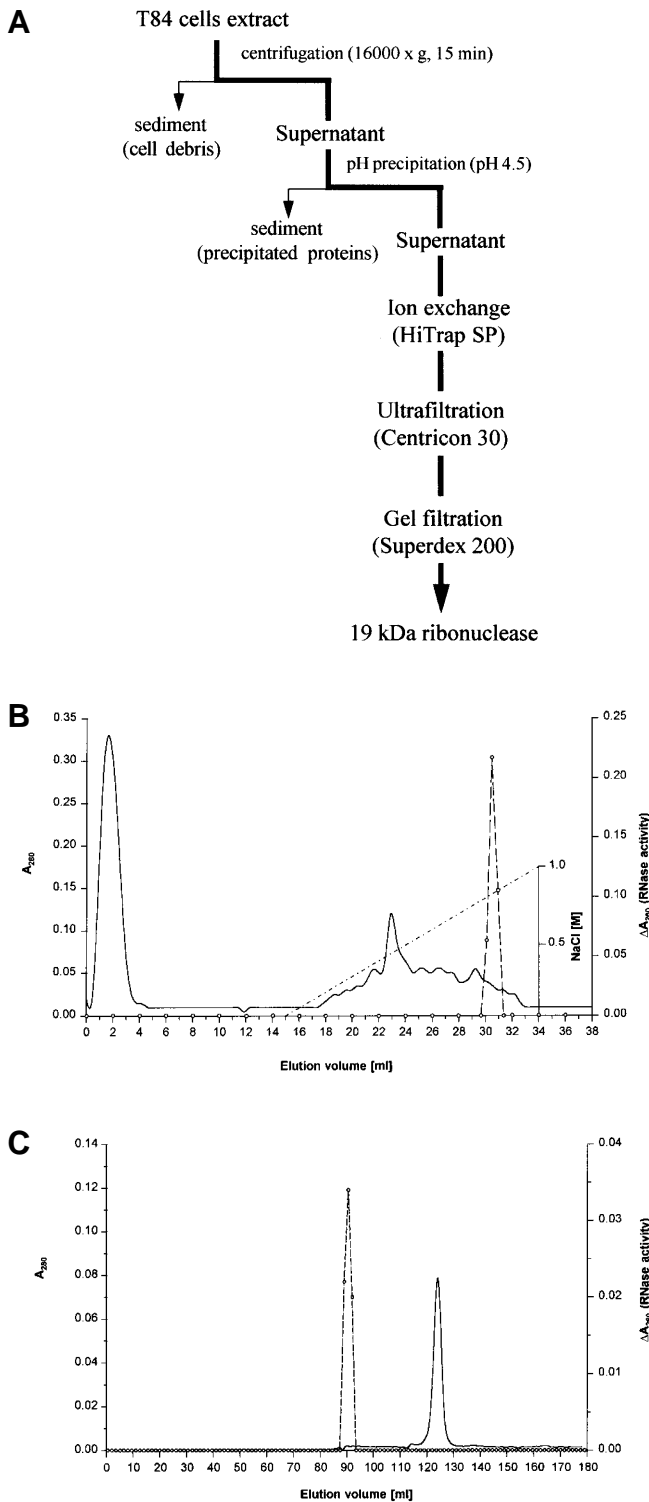 A
T84 cells extract
centrifugation (16000 x g, 15 min)
sediment
(cell debris)
Supernatant
pH precipitation (pH 4.5)
sediment
(precipitated proteins)
Supernatant
Ion exchange
(HiTrap SP)
Ultrafiltration
(Centricon 30)
Gel filtration
(Superdex 200)
19 kDa ribonuclease
B
0.35
0.30
0.25
0.20
0.15
0.10
0.05
0.00
A280
0.25
0.20
0.15
0.10
0.05
0.00
ΔA260 (RNase activity)
1.0
0.5
NaCl [M]
0 2 4 6 8 10 12 14 16 18 20 22 24 26 28 30 32 34 36 38
Elution volume [ml]
C
0.14
0.12
0.10
0.08
0.06
0.04
0.02
0.00
A280
0.04
0.03
0.02
0.01
0.00
ΔA260 (RNase activity)
0 10 20 30 40 50 60 70 80 90 100 110 120 130 140 150 160 170 180
Elution volume [ml]